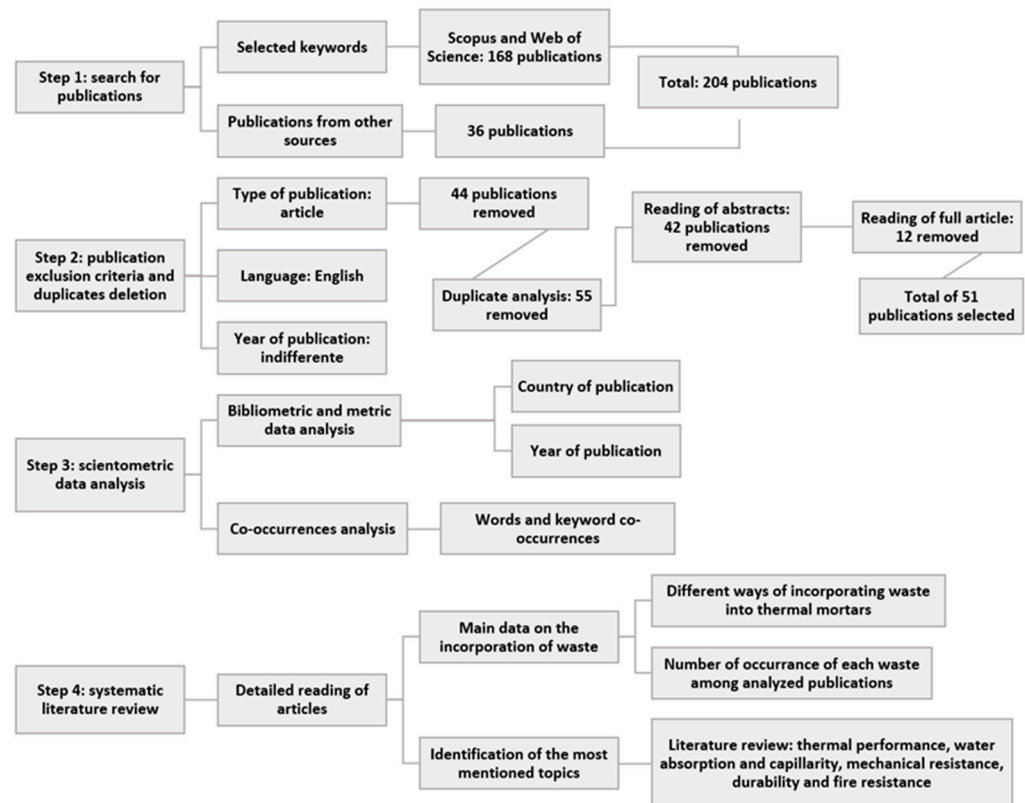 Step 1: search for
publications
Selected keywords
Scopus and Web of
Science: 168 publications
Total: 204 publications
Publications from other
sources
36 publications
Step 2: publication
exclusion criteria and
duplicates deletion
Type of publication:
article
44 publications
removed
Language: English
Year of publication:
indifferente
Duplicate analysis: 55
removed
Reading of abstracts:
42 publications
removed
Reading of full article:
12 removed
Total of 51
publications selected
Step 3: scientometric
data analysis
Bibliometric and metric
data analysis
Country of publication
Year of publication
Co-occurrences analysis
Words and keyword co-
occurrences
Step 4: systematic
literature review
Detailed reading of
articles
Main data on the
incorporation of waste
Different ways of incorporating waste
into thermal mortars
Number of occurrance of each waste
among analyzed publications
Identification of the most
mentioned topics
Literature review: thermal performance, water
absorption and capillarity, mechanical resistance,
durability and fire resistance